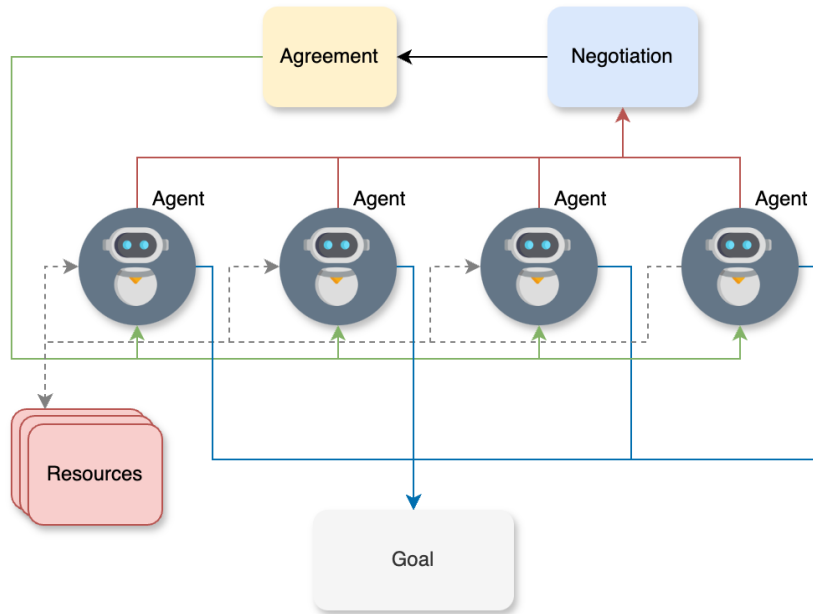 Agreement
Negotiation
Agent
Agent
Agent
Agent
Resources
Goal